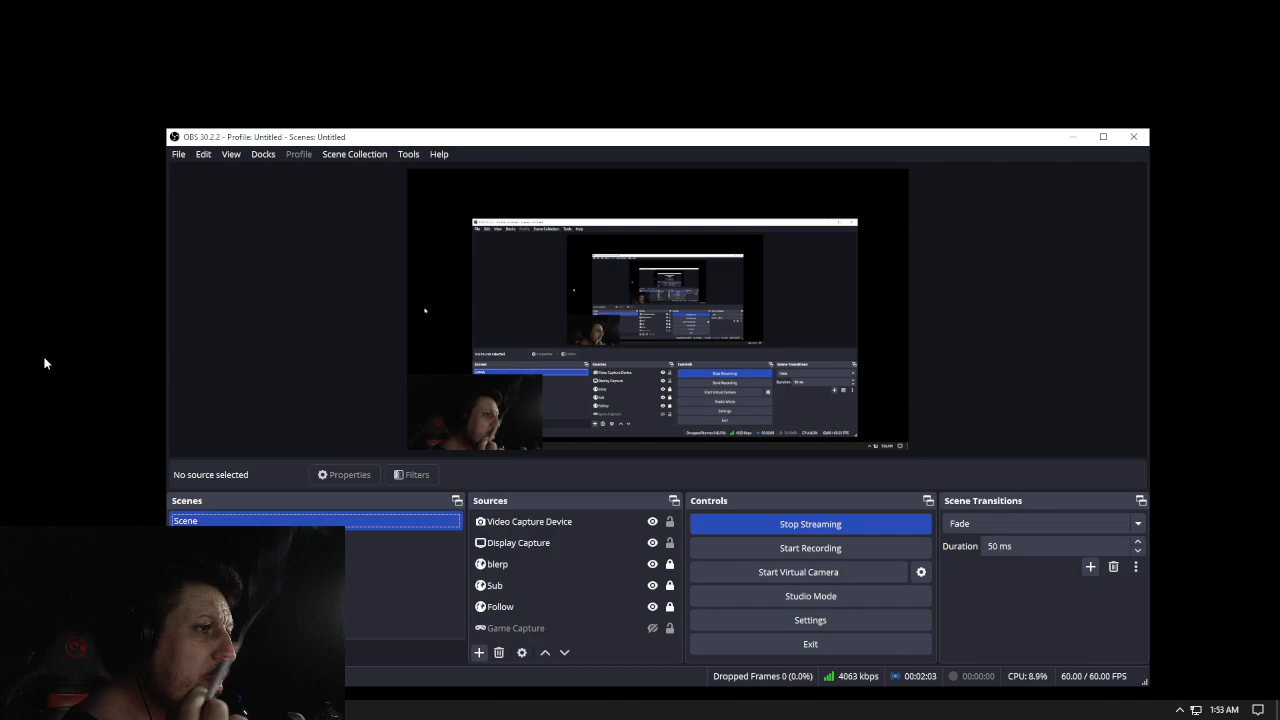 OBS 30.2.2 - Profile: Untitled - Scenes: Untitled
File Edit View Docks Profile Scene Collection Tools Help
No source selected Properties Filters
Scenes
Scene
Sources
Video Capture Device
Display Capture
blerp
Sub
Follow
Game Capture
Controls
Stop Streaming
Start Recording
Start Virtual Camera
Studio Mode
Settings
Exit
Scene Transitions
Fade
Duration 50 ms
Dropped Frames 0 (0.0%) 4063 kbps 00:02:03 00:00:00 CPU: 8.9% 60.00 / 60.00 FPS
1:53 AM